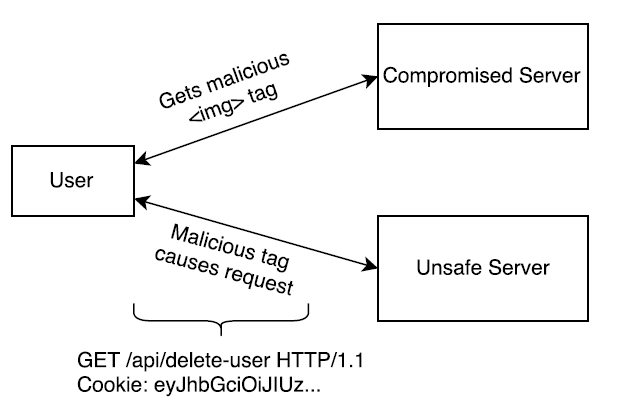 Gets malicious
<img> tag
Compromised Server
User
Malicious tag
causes request
Unsafe Server
GET /api/delete-user HTTP/1.1
Cookie: eyJhbGciOiJIUz...